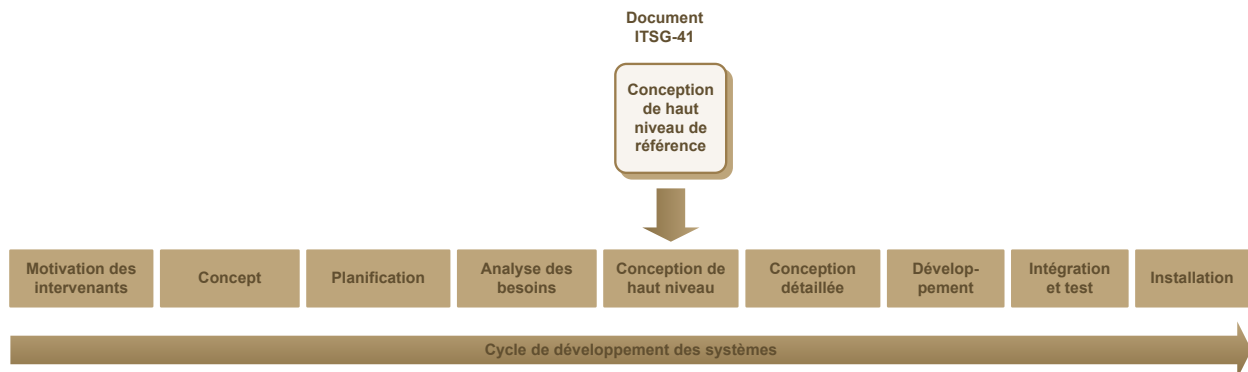 Document
ITSG-41
Conception
de haut
niveau de
référence
Motivation des
intervenants
Concept
Planification
Analyse des
besoins
Conception de
haut niveau
Conception
détaillée
Dévelop-
pement
Intégration
et test
Installation
Cycle de développement des systèmes